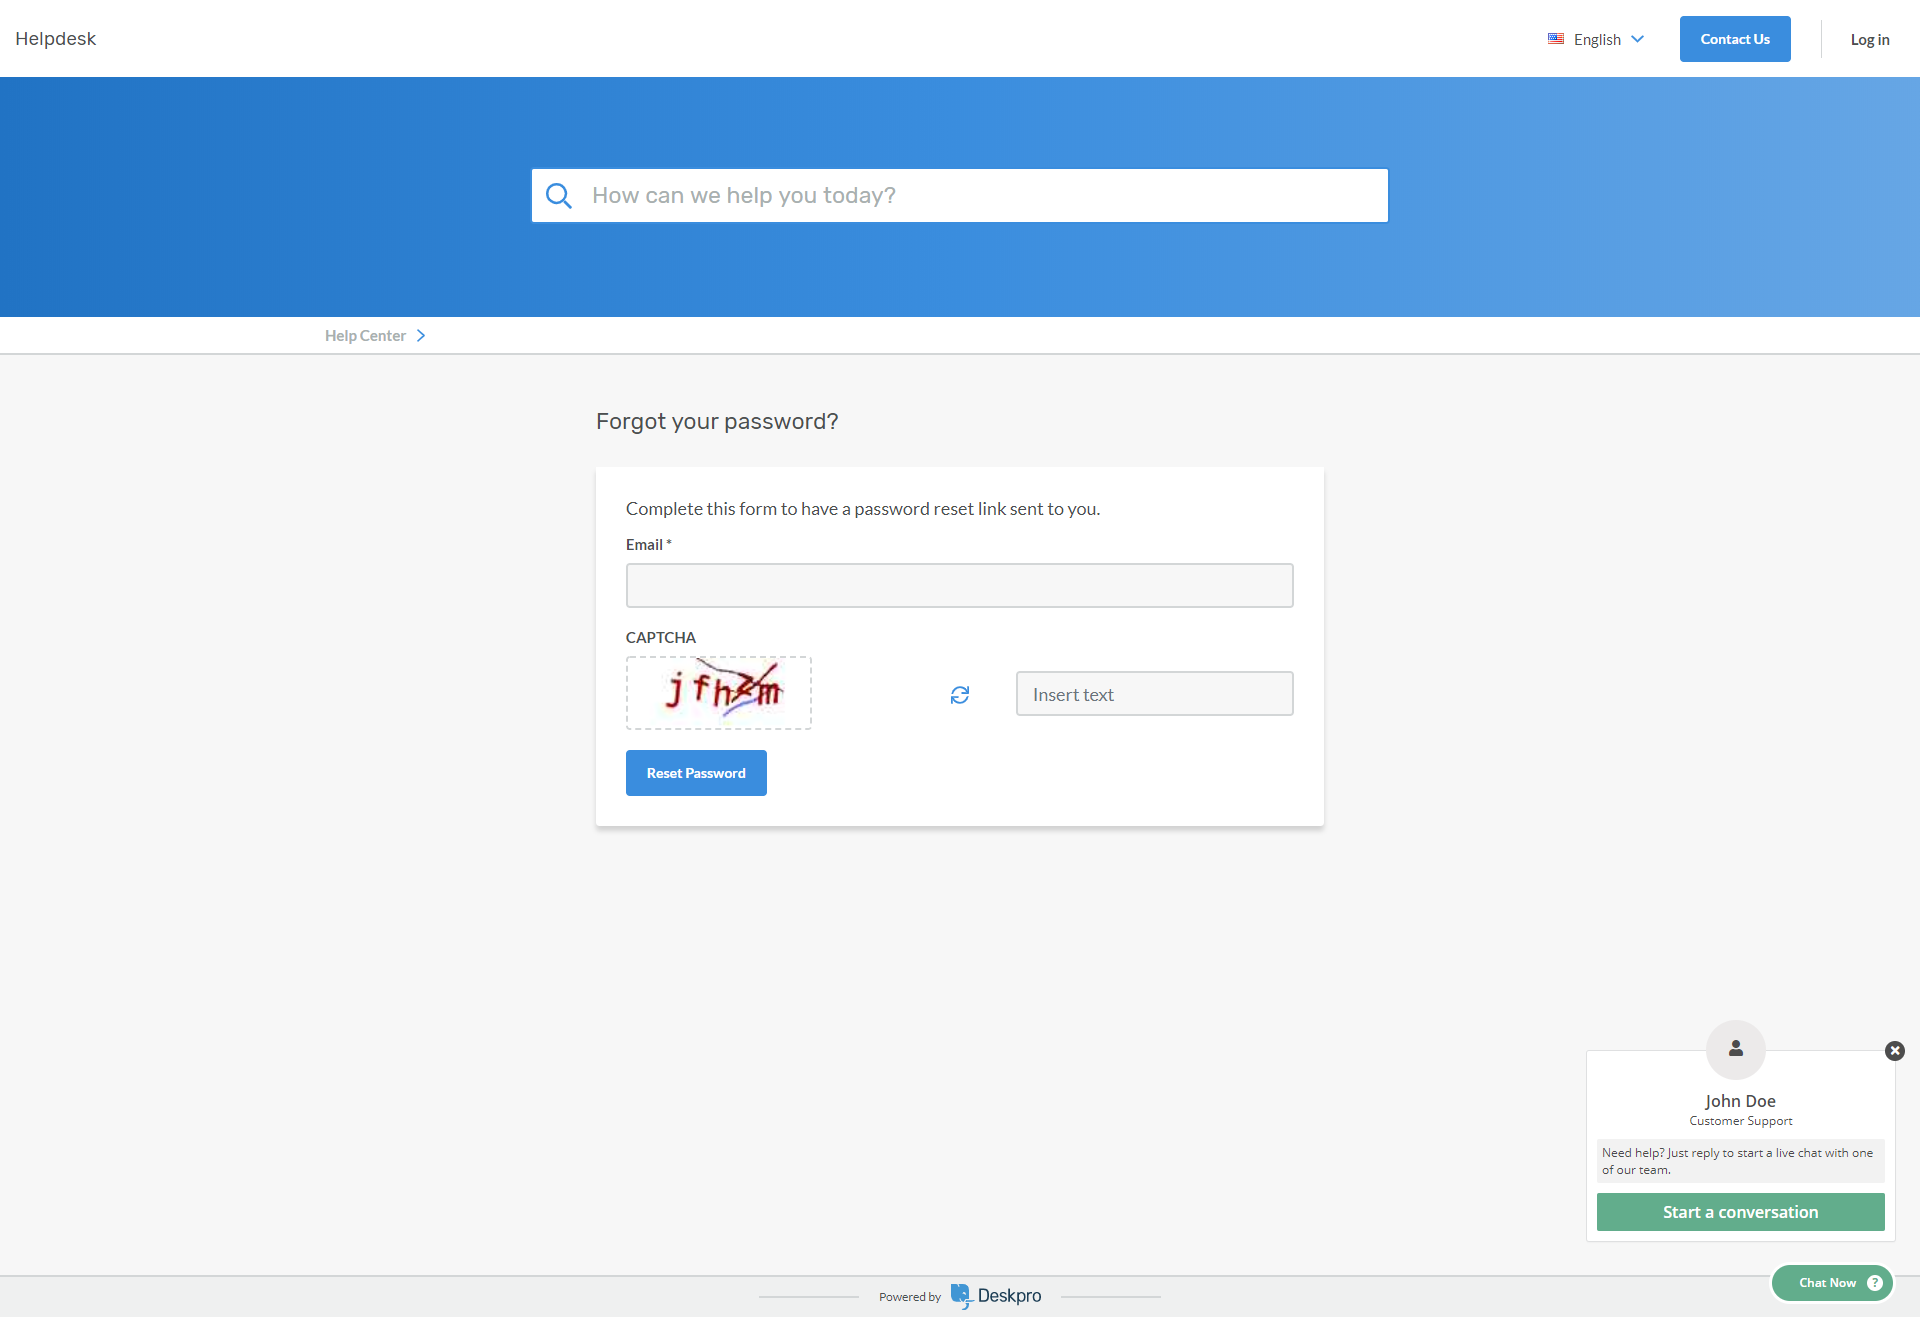 Helpdesk
English
Contact Us
Log in
How can we help you today?
Help Center
Forgot your password?
Complete this form to have a password reset link sent to you.
Email *
CAPTCHA
Insert text
Reset Password
John Doe
Customer Support
Need help? Just reply to start a live chat with one
of our team.
Start a conversation
Chat Now ?
Powered by Deskpro